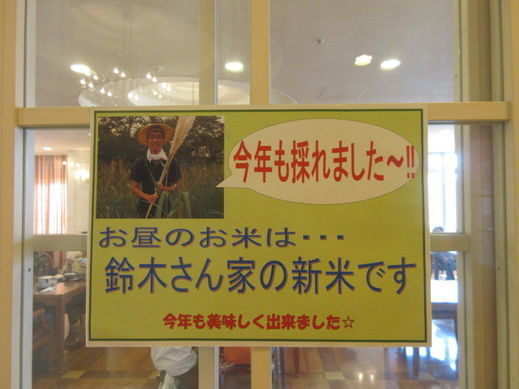 今年も採れました～!!
お昼のお米は・・・
鈴木さん家の新米です
今年も美味しく出来ました☆